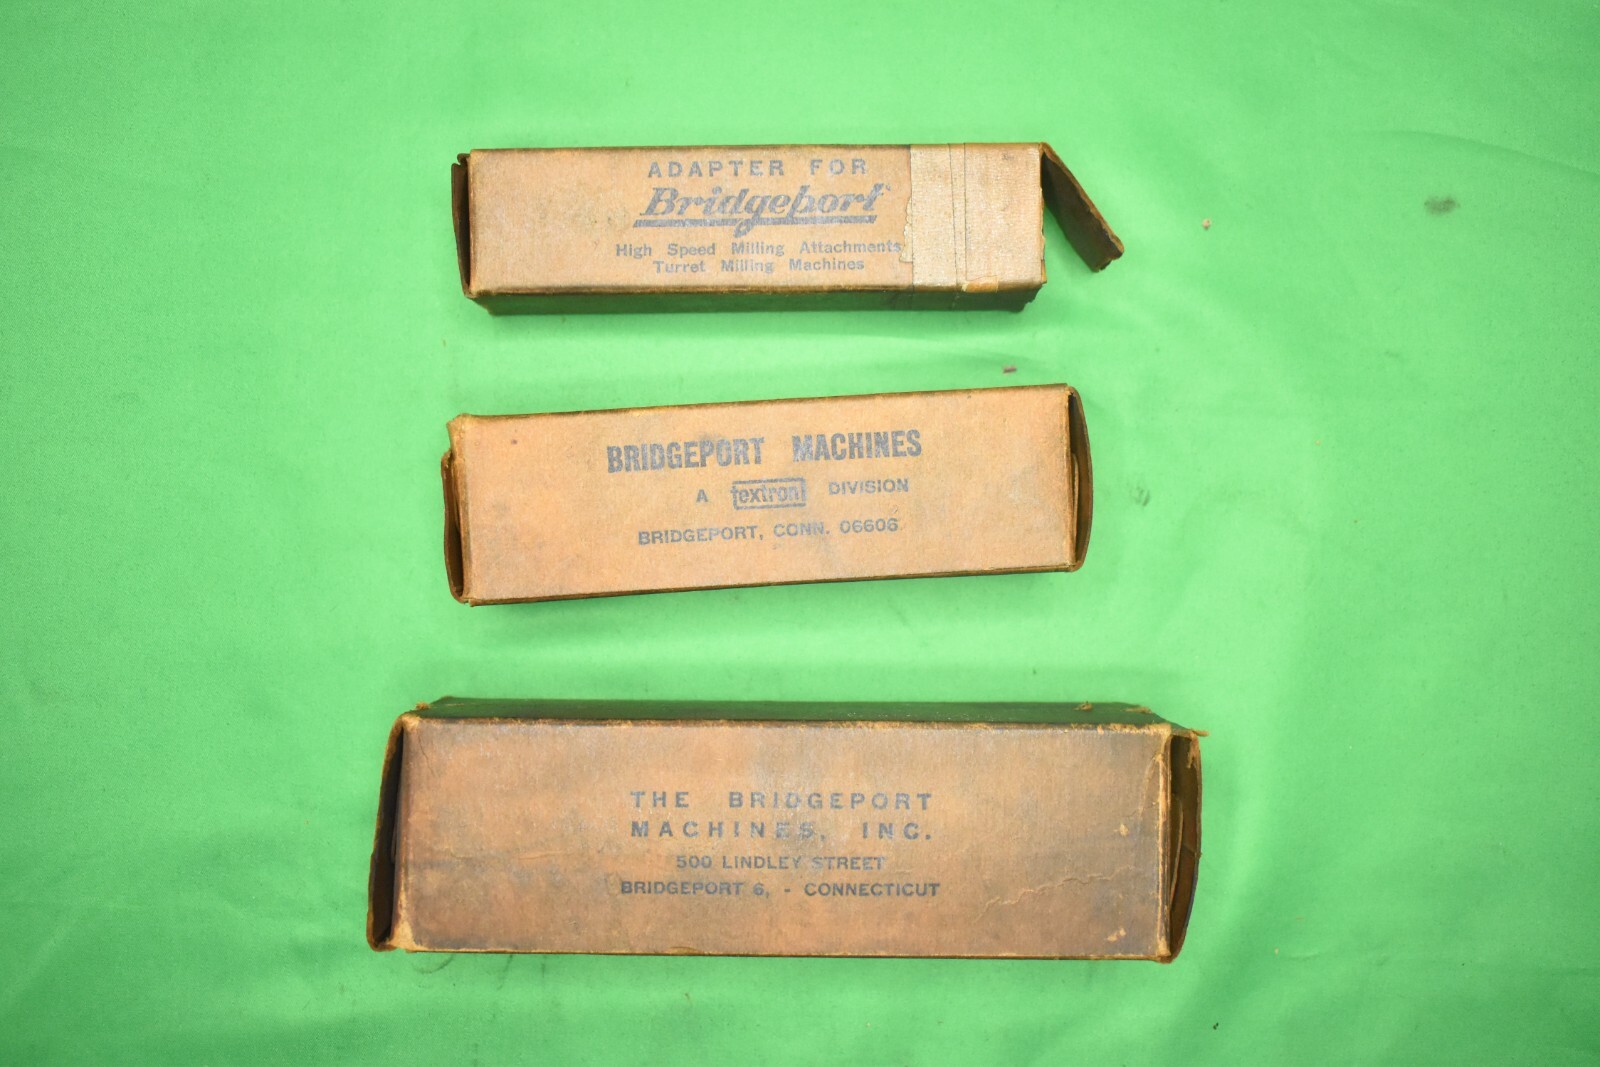 ADAPTER FOR
Bridgeport
High Speed Milling Attachments
Turret Milling Machines
BRIDGEPORT MACHINES
A textron DIVISION
BRIDGEPORT, CONN. 06606
THE BRIDGEPORT
MACHINES, INC.
500 LINDLEY STREET
BRIDGEPORT 6, - CONNECTICUT